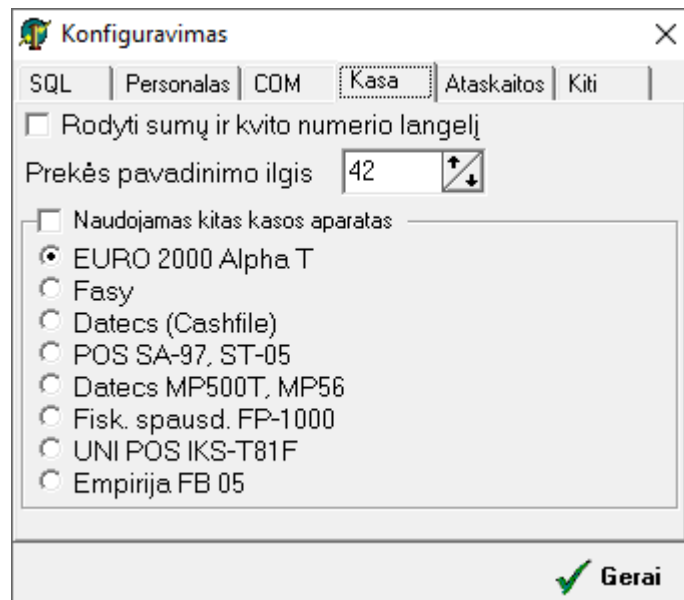 Konfiguravimas
SQL Personalas COM Kasa Ataskaitos Kiti
Rodyti sumų ir kvito numerio langelį
Prekės pavadinimo ilgis 42
Naudojamas kitas kasos aparatas
EURO 2000 Alpha T
Fasy
Datecs (Cashfile)
POS SA-97, ST-05
Datecs MP500T, MP56
Fisk. spausd. FP-1000
UNI POS IKS-T81F
Empirija FB 05
Gerai